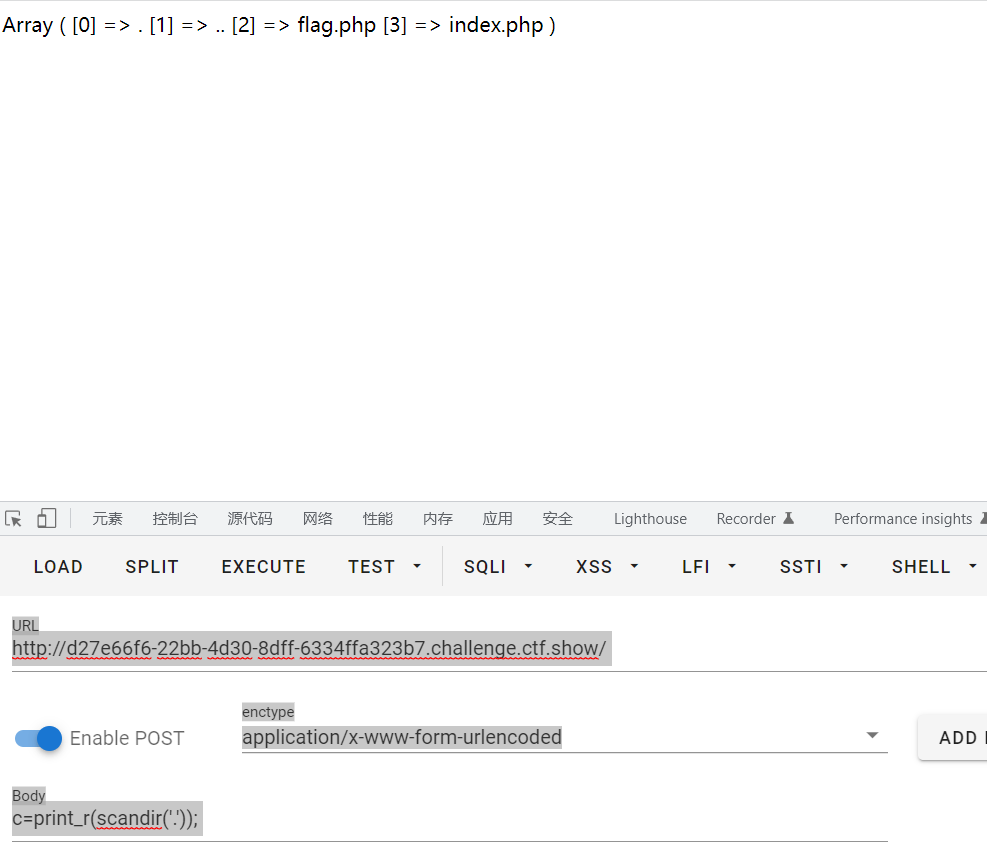 Array ( [0] => . [1] => .. [2] => flag.php [3] => index.php )
元素 控制台 源代码 网络 性能 内存 应用 安全 Lighthouse Recorder Performance insights
LOAD SPLIT EXECUTE TEST SQLI XSS LFI SSTI SHELL
URL
http://d27e66f6-22bb-4d30-8dff-6334ffa323b7.challenge.ctf.show/
enctype
Enable POST application/x-www-form-urlencoded ADD
Body
c=print_r(scandir('.'));